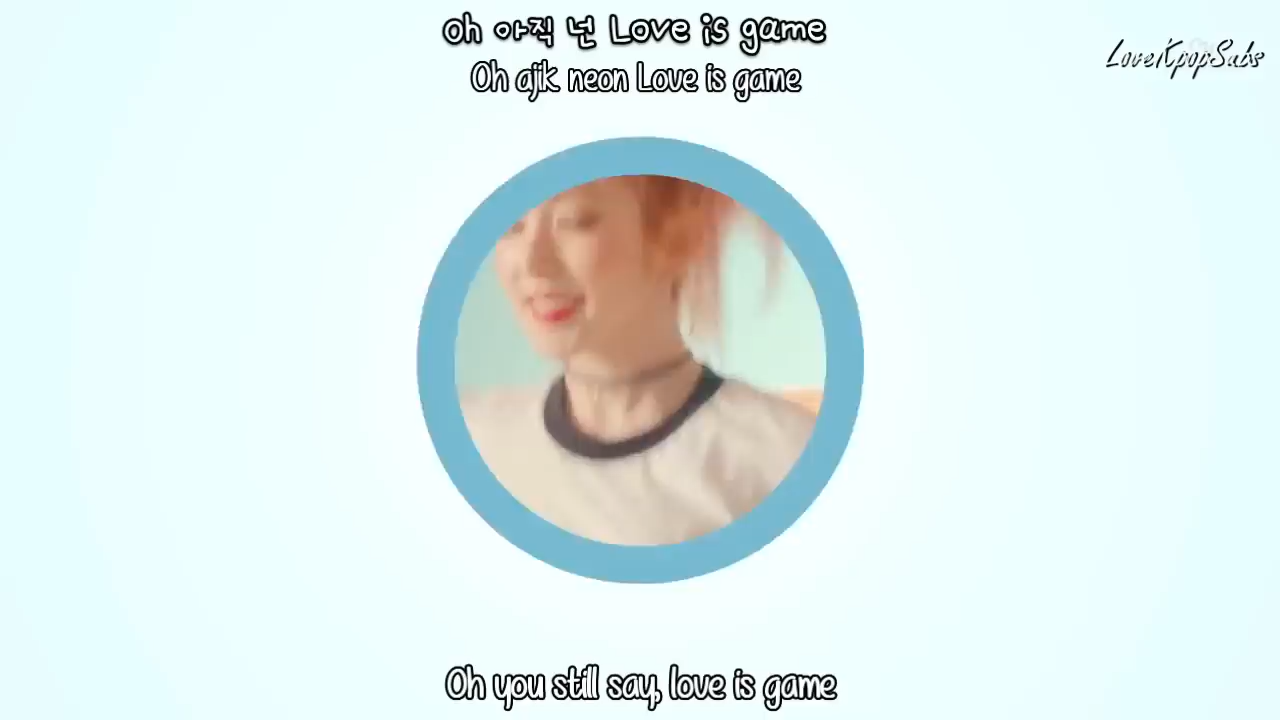 Oh 아직 넌 Love is game
LoveKpopSubs
Oh ajik neon Love is game
Oh you still say, love is game